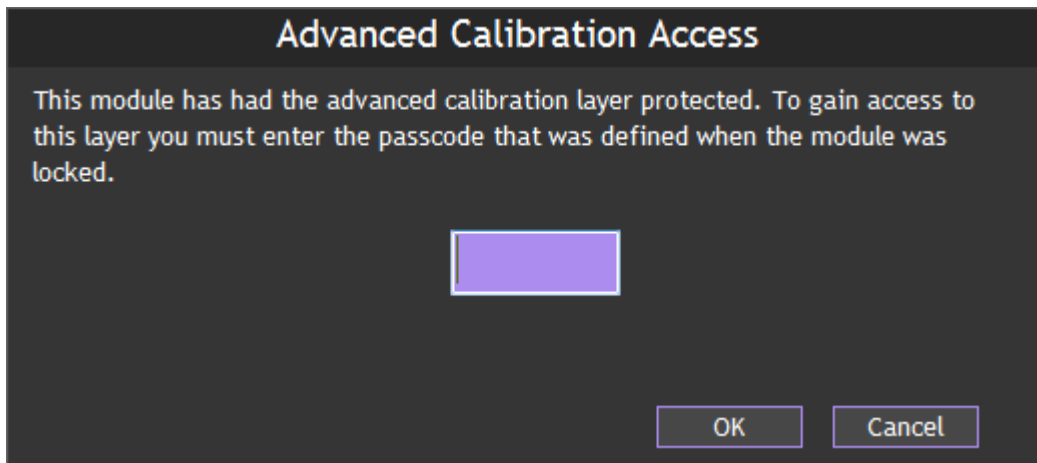 Advanced Calibration Access
This module has had the advanced calibration layer protected. To gain access to
this layer you must enter the passcode that was defined when the module was
locked.
OK
Cancel